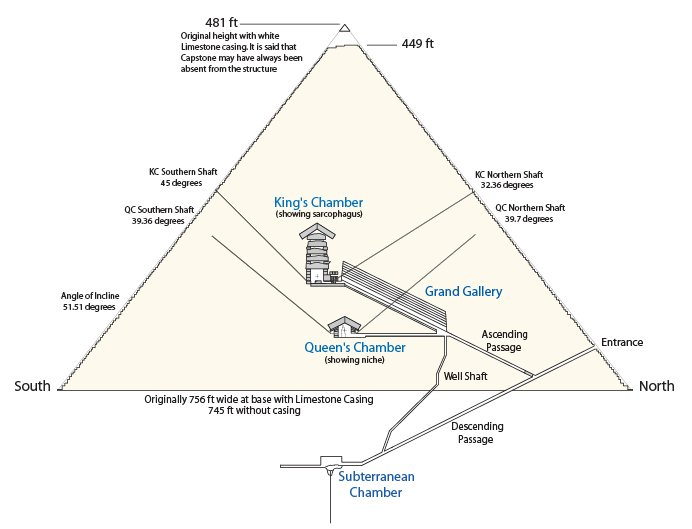 481 ft
Original height with white
Limestone casing. It is said that
Capstone may have always been
absent from the structure
449 ft
KC Southern Shaft
45 degrees
KC Northern Shaft
32.36 degrees
QC Southern Shaft
39.36 degrees
King's Chamber
(showing sarcophagus)
QC Northern Shaft
39.7 degrees
Angle of Incline
51.51 degrees
Grand Gallery
Queen's Chamber
(showing niche)
Ascending
Passage
Entrance
Well Shaft
South
North
Originally 756 ft wide at base with Limestone Casing
745 ft without casing
Descending
Passage
Subterranean
Chamber